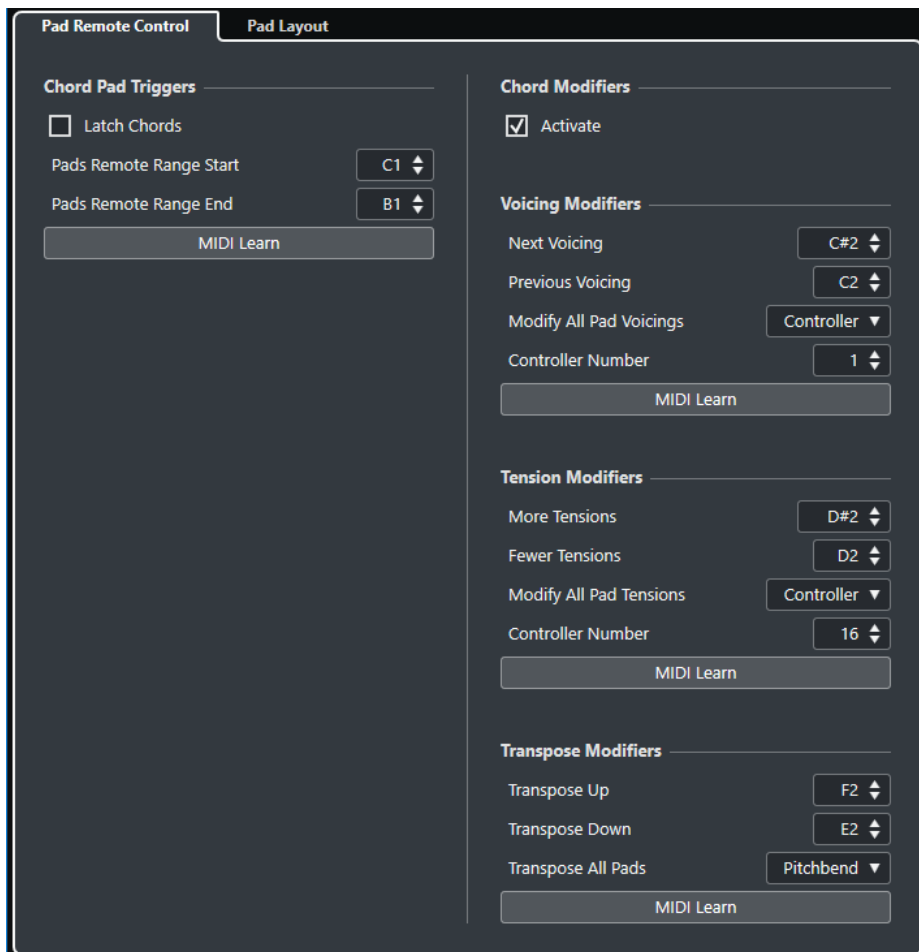 Pad Remote Control
Pad Layout
Chord Pad Triggers
Latch Chords
Pads Remote Range Start C1
Pads Remote Range End B1
MIDI Learn
Chord Modifiers
Activate
Voicing Modifiers
Next Voicing C#2
Previous Voicing C2
Modify All Pad Voicings Controller
Controller Number 1
MIDI Learn
Tension Modifiers
More Tensions D#2
Fewer Tensions D2
Modify All Pad Tensions Controller
Controller Number 16
MIDI Learn
Transpose Modifiers
Transpose Up F2
Transpose Down E2
Transpose All Pads Pitchbend
MIDI Learn